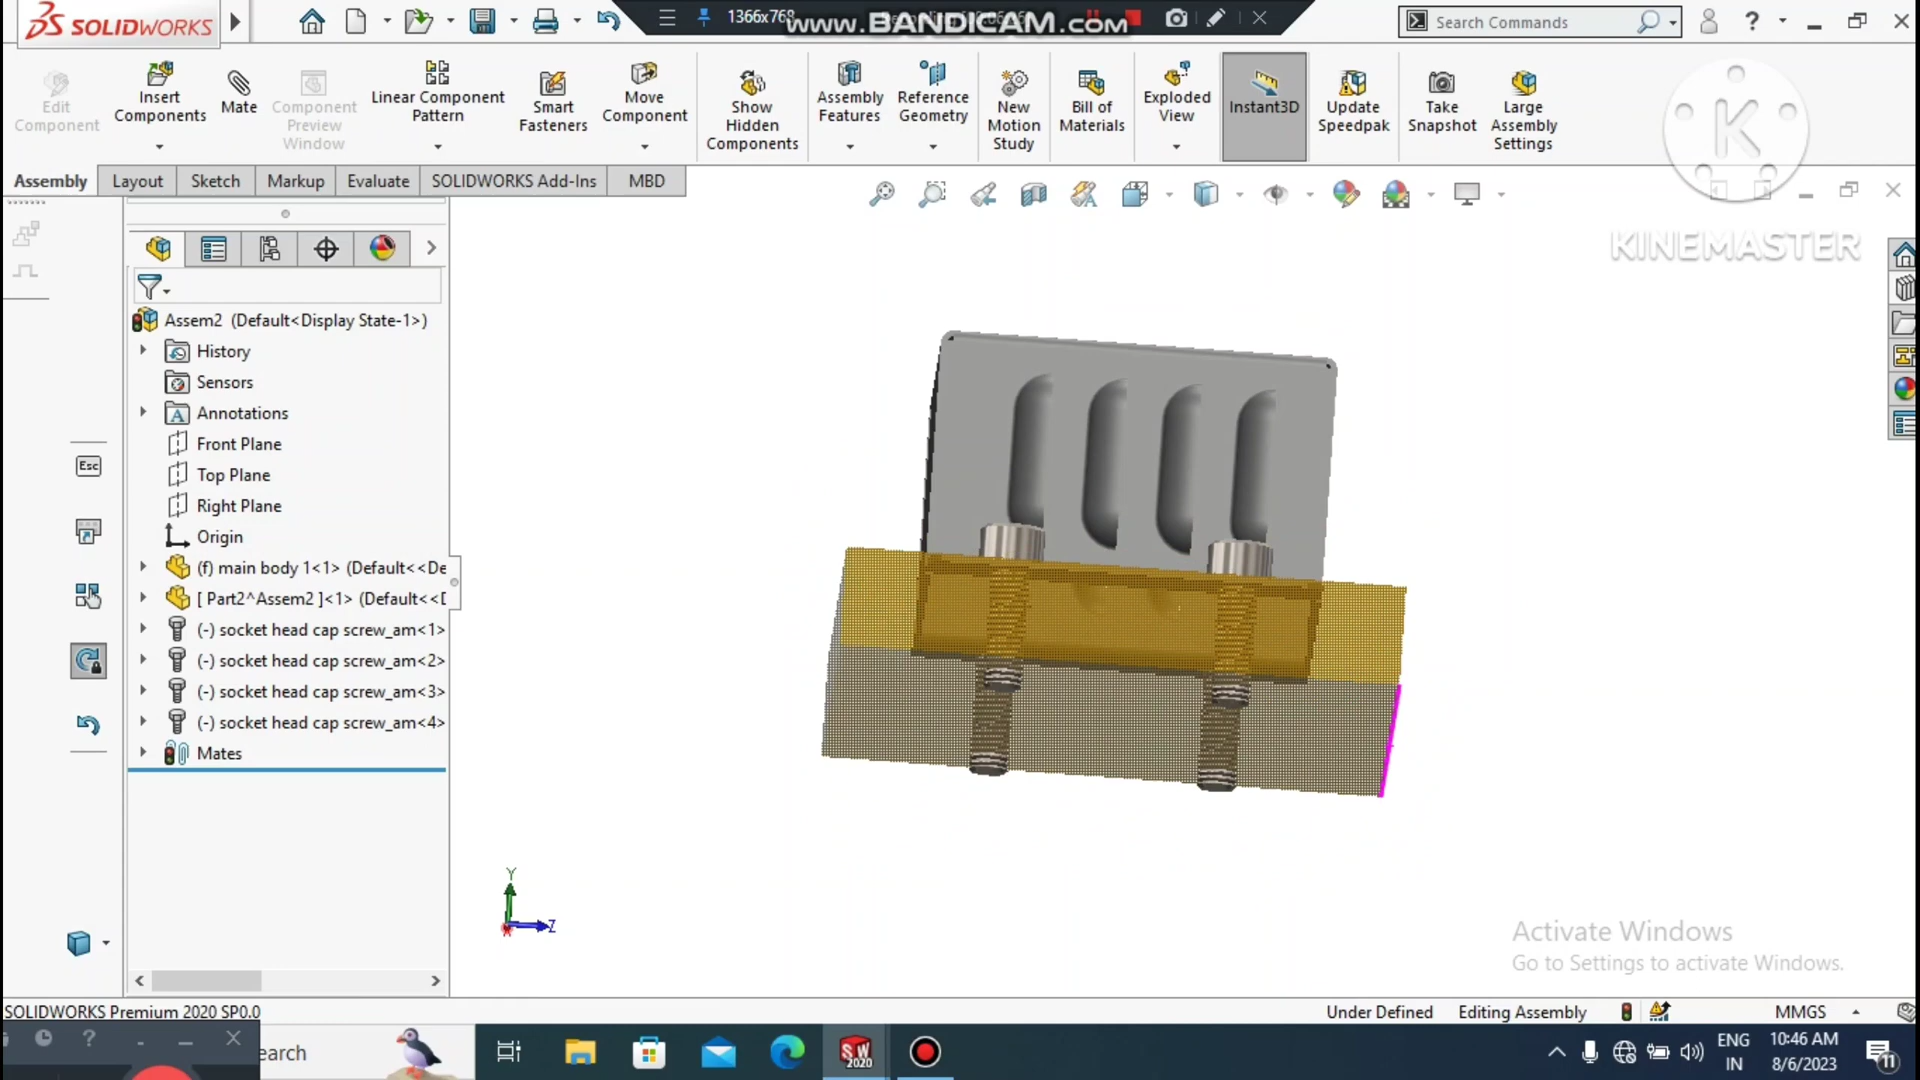 SOLIDWORKS
1366x768
www.BANDICAM.com
Search Commands
?
Edit
Component
Insert
Components
Mate
Component
Preview
Window
Linear Component
Pattern
Smart
Fasteners
Move
Component
Show
Hidden
Components
Assembly
Features
Reference
Geometry
New
Motion
Study
Bill of
Materials
Exploded
View
Instant3D
Update
Speedpak
Take
Snapshot
Large
Assembly
Settings
K
KINEMASTER
Assembly
Layout
Sketch
Markup
Evaluate
SOLIDWORKS Add-Ins
MBD
Assem2 (Default<Display State-1>)
History
Sensors
Annotations
Front Plane
Top Plane
Right Plane
Origin
(f) main body 1<1> (Default<<De
[ Part2^Assem2 ]<1> (Default<<D
(-) socket head cap screw_am<1>
(-) socket head cap screw_am<2>
(-) socket head cap screw_am<3>
(-) socket head cap screw_am<4>
Mates
Esc
Y
Z
Activate Windows
Go to Settings to activate Windows.
SOLIDWORKS Premium 2020 SP0.0
Under Defined
Editing Assembly
MMGS
?
earch
SW
2020
ENG
IN
10:46 AM
8/6/2023
11